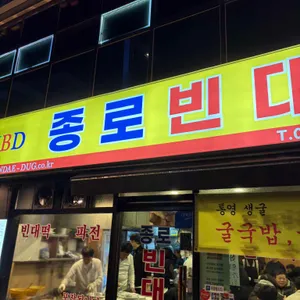 BD 종로빈대
NDAE-DUG.co.kr
T.0
빈대떡 파전
종로
빈대
통영 생굴
굴국밥,